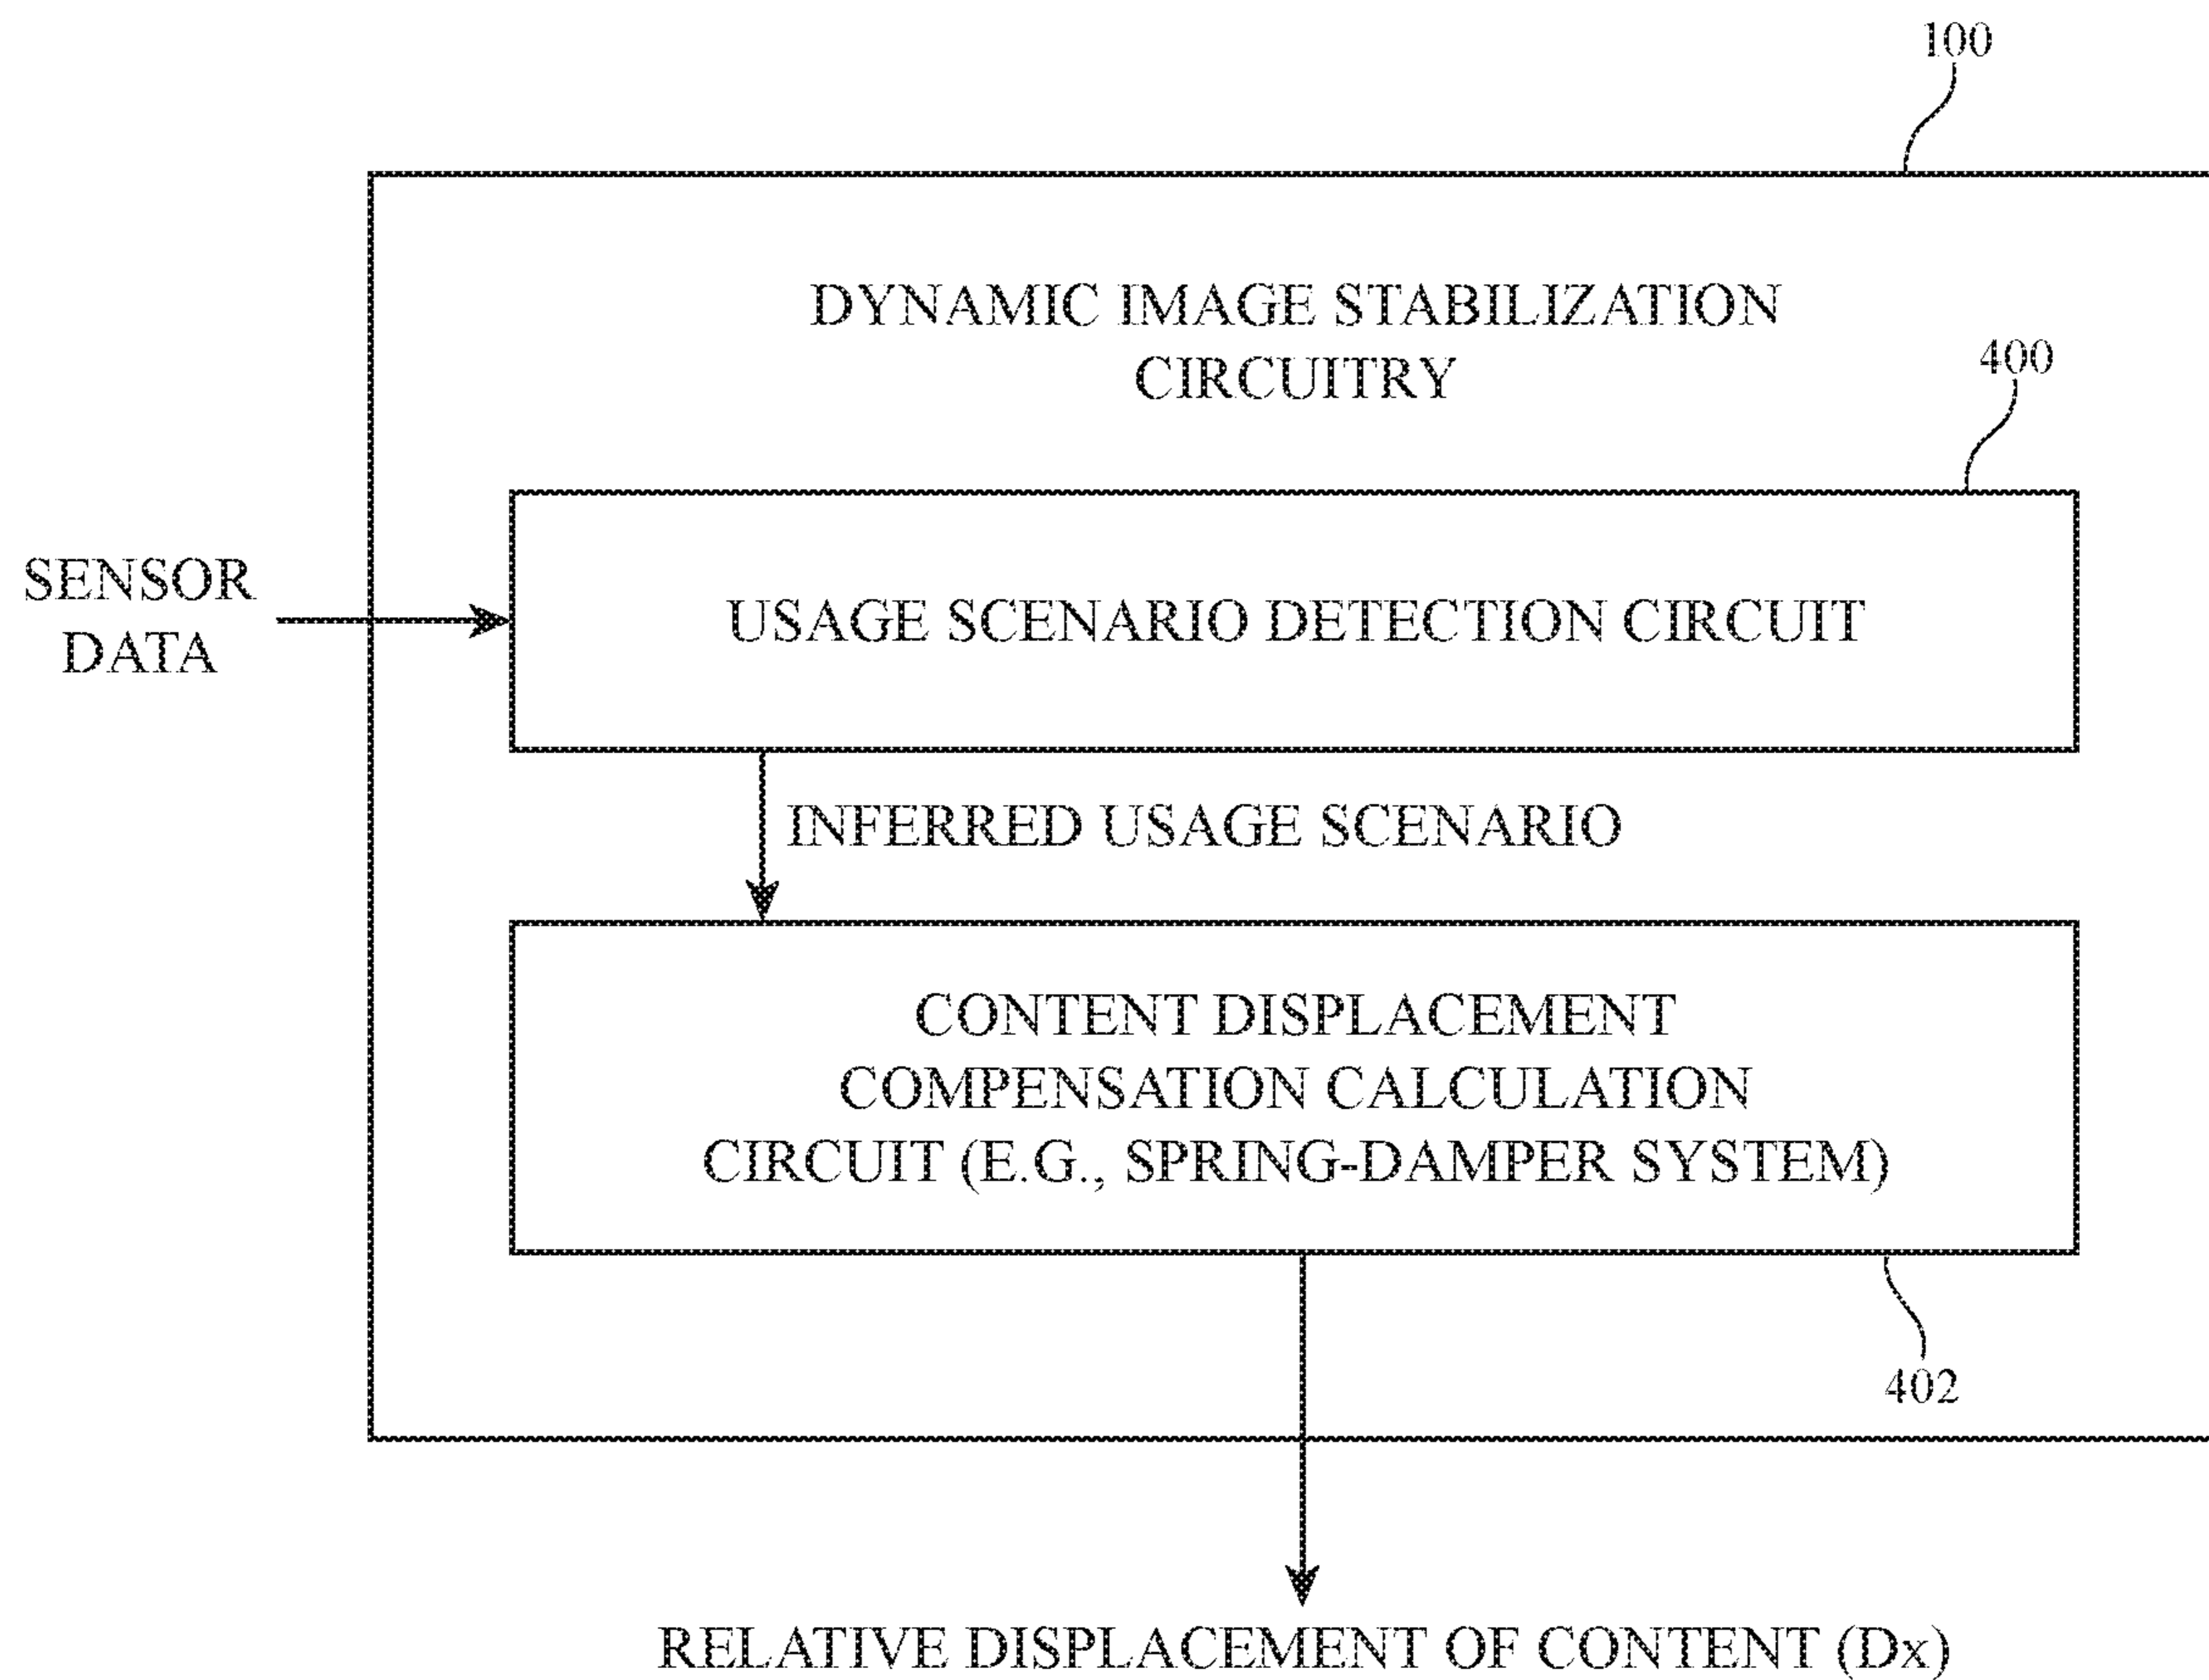 100
DYNAMIC IMAGE STABILIZATION
CIRCUITRY
400
SENSOR
DATA
USAGE SCENARIO DETECTION CIRCUIT
INFERRED USAGE SCENARIO
CONTENT DISPLACEMENT
COMPENSATION CALCULATION
CIRCUIT (E.G., SPRING-DAMPER SYSTEM)
402
RELATIVE DISPLACEMENT OF CONTENT (Dx)